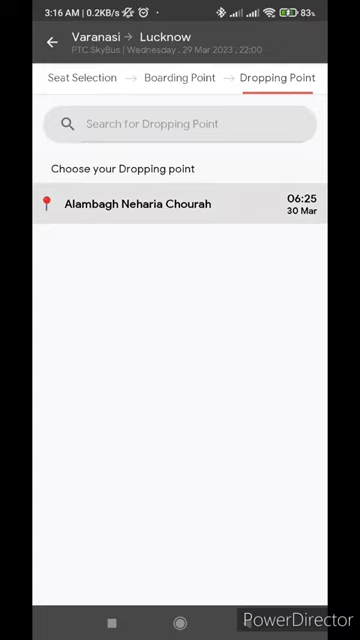 3:16 AM | 0.2KB/s
83%
Varanasi → Lucknow
PTC SkyBus | Wednesday , 29 Mar 2023 , 22:00
Seat Selection → Boarding Point → Dropping Point
Search for Dropping Point
Choose your Dropping point
Alambagh Neharia Chourah
06:25
30 Mar
PowerDirector